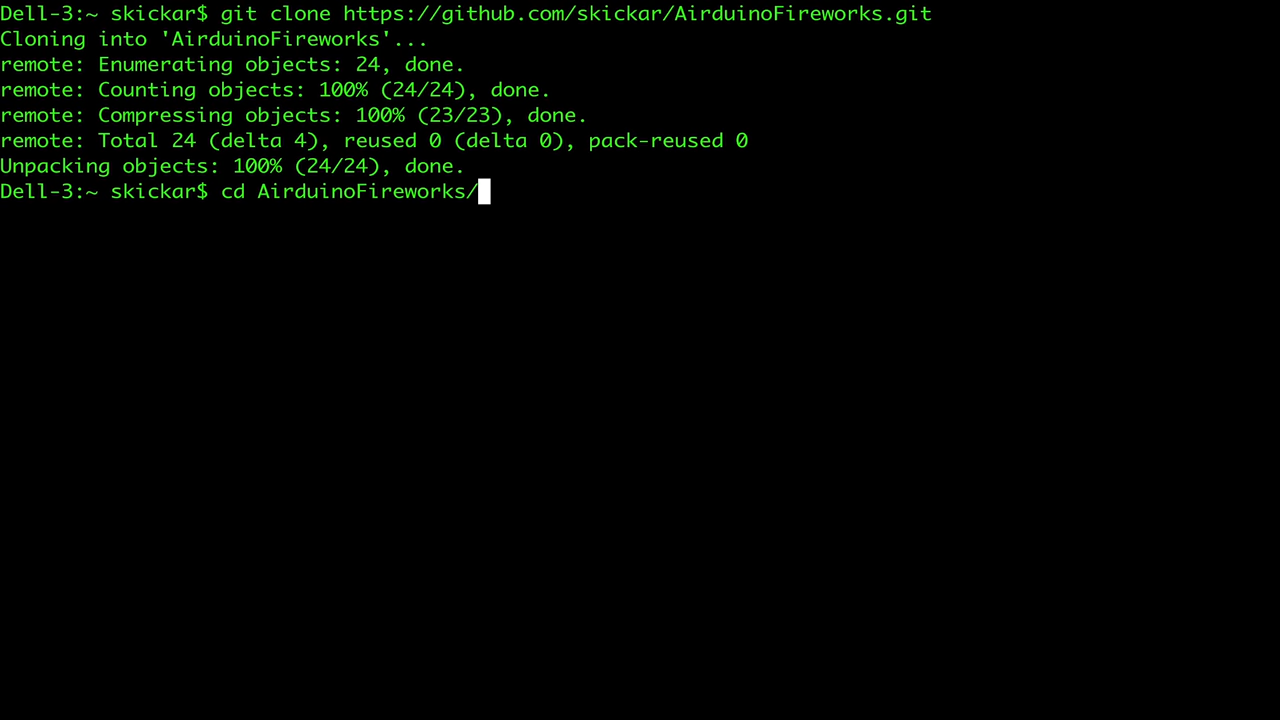 Dell-3:~ skickar$ git clone https://github.com/skickar/AirduinoFireworks.git
Cloning into 'AirduinoFireworks'...
remote: Enumerating objects: 24, done.
remote: Counting objects: 100% (24/24), done.
remote: Compressing objects: 100% (23/23), done.
remote: Total 24 (delta 4), reused 0 (delta 0), pack-reused 0
Unpacking objects: 100% (24/24), done.
Dell-3:~ skickar$ cd AirduinoFireworks/